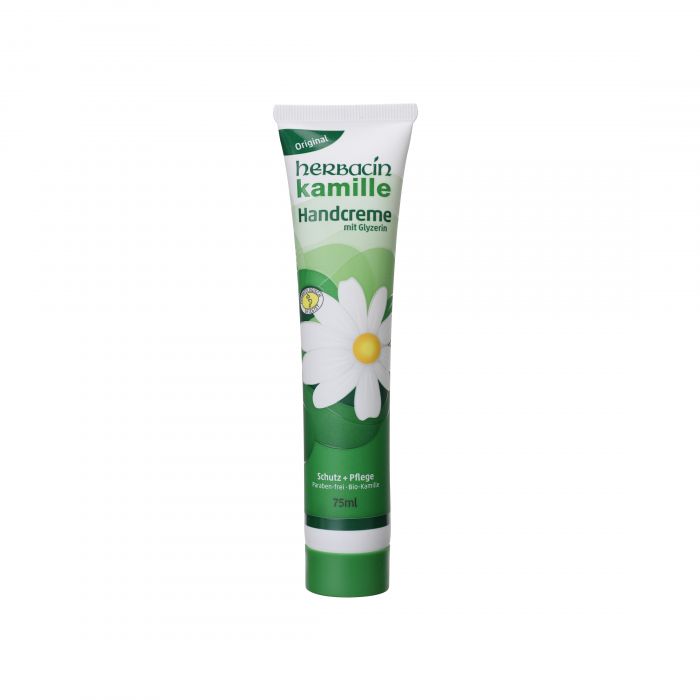 Original
herbacin
kamille
Handcreme
mit Glyzerin
Schutz + Pflege
Paraben-frei · Bio-Kamille
75ml